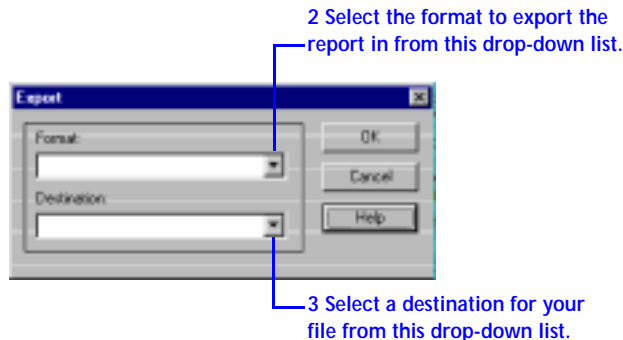 2 Select the format to export the
report in from this drop-down list.
Export
Format:
OK
Cancel
Destination:
Help
3 Select a destination for your
file from this drop-down list.